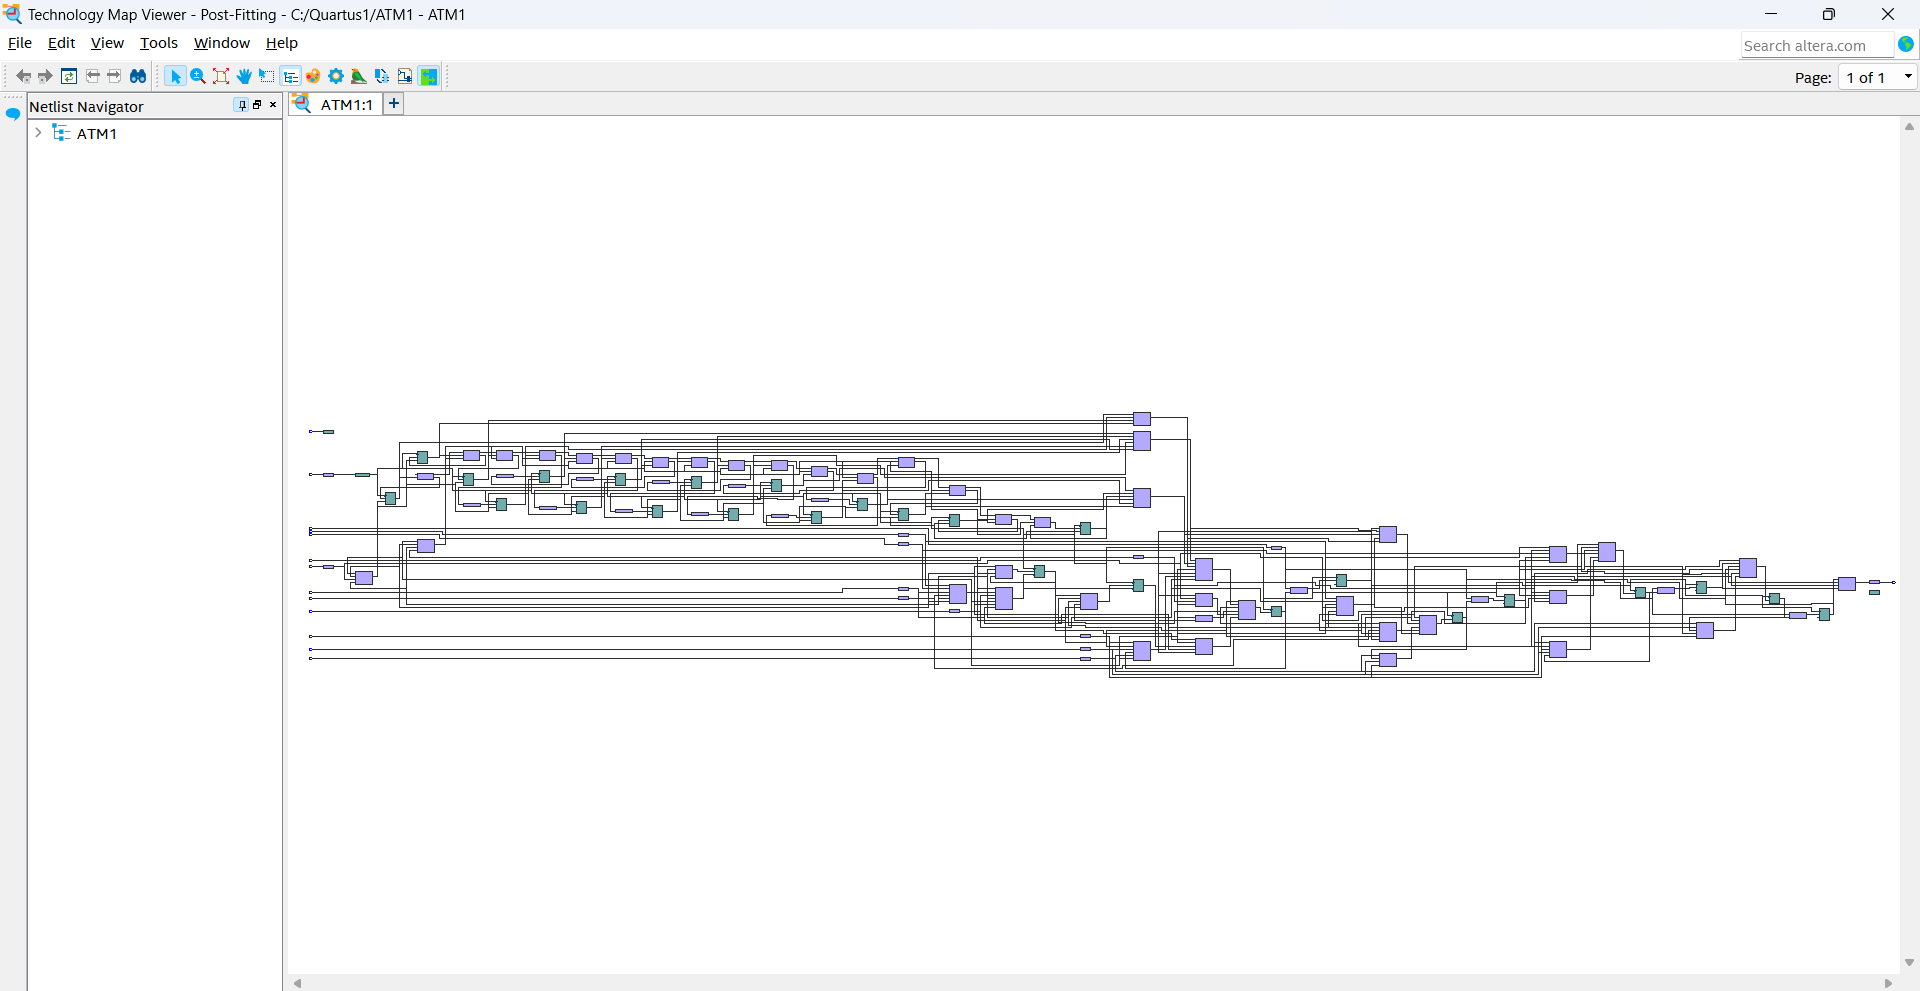 Technology Map Viewer - Post-Fitting - C:/Quartus1/ATM1 - ATM1
File Edit View Tools Window Help
Search altera.com
Page: 1 of 1
Netlist Navigator
ATM1:1
ATM1